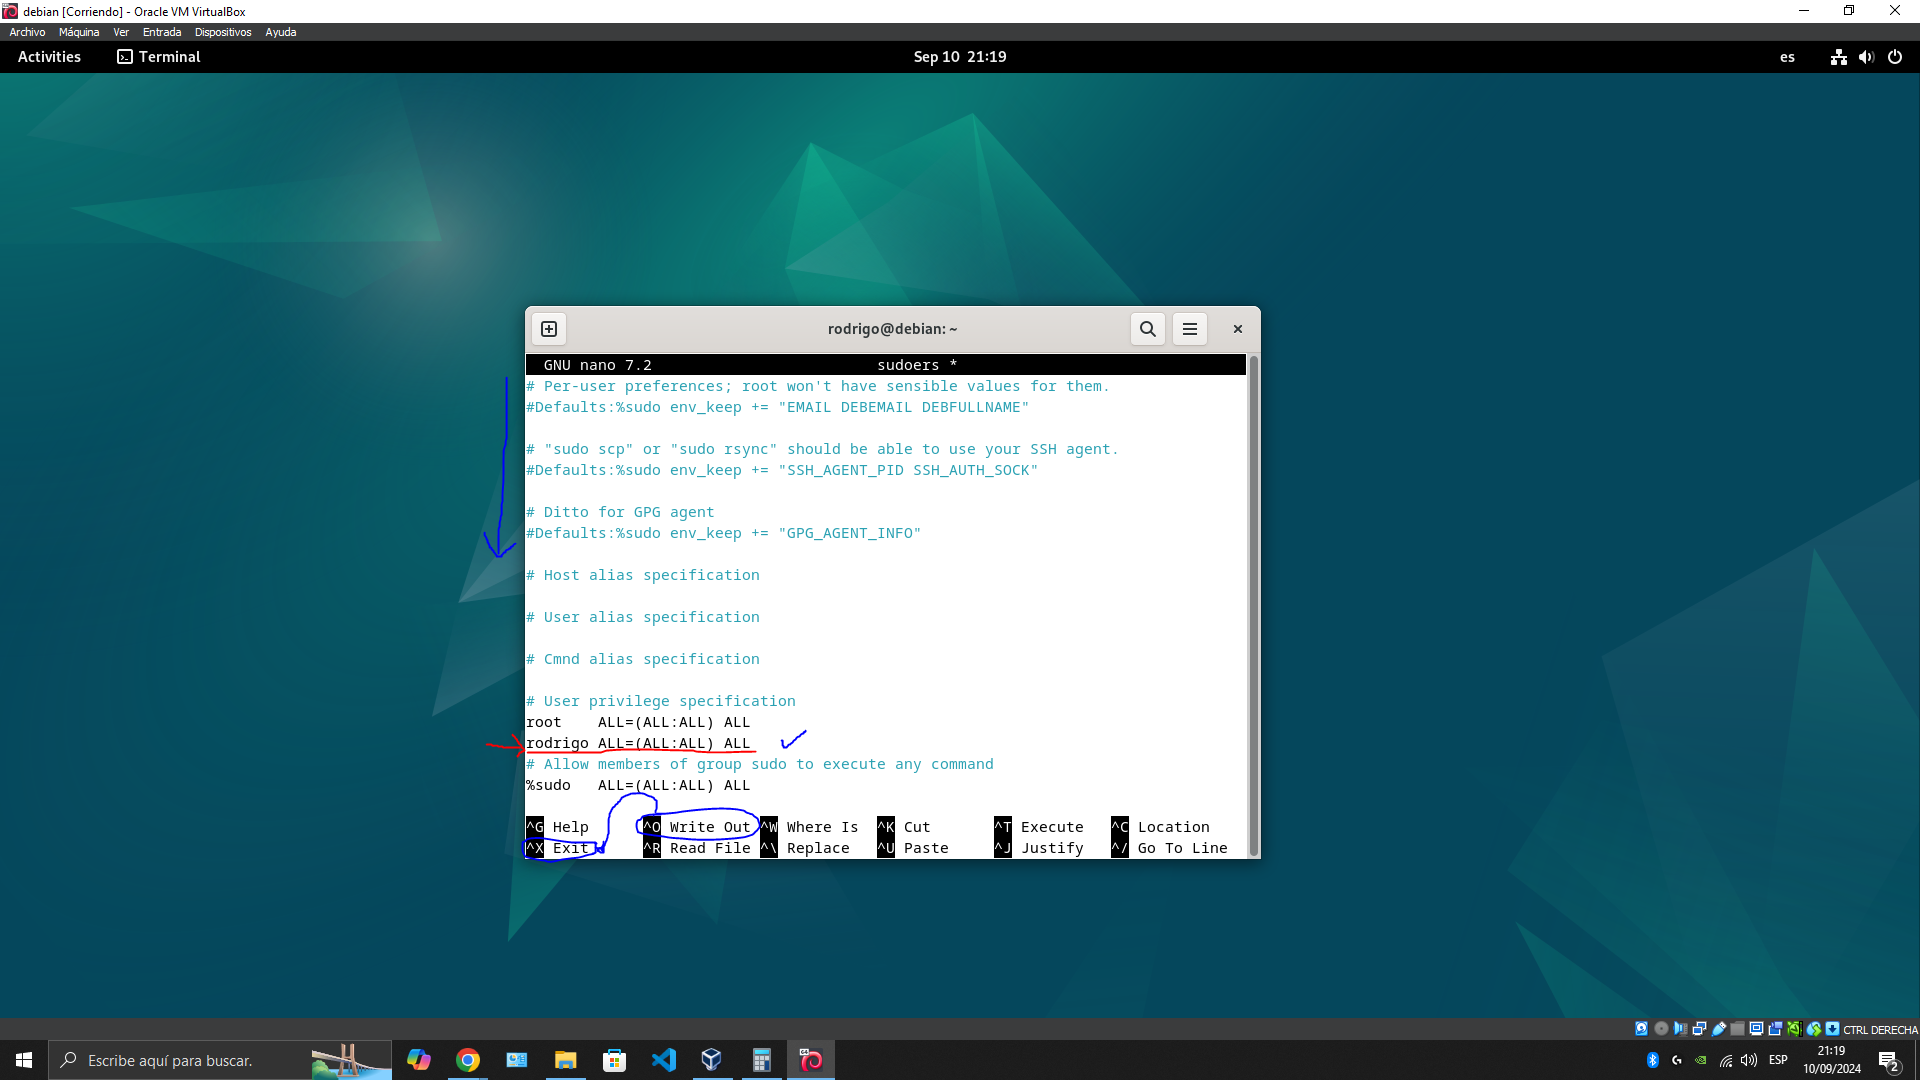 debian [Corriendo] - Oracle VM VirtualBox
Archivo Máquina Ver Entrada Dispositivos Ayuda
Activities Terminal Sep 10 21:19 es
rodrigo@debian: ~
GNU nano 7.2 sudoers *
# Per-user preferences; root won't have sensible values for them.
#Defaults:%sudo env_keep += "EMAIL DEBEMAIL DEBFULLNAME"
# "sudo scp" or "sudo rsync" should be able to use your SSH agent.
#Defaults:%sudo env_keep += "SSH_AGENT_PID SSH_AUTH_SOCK"
# Ditto for GPG agent
#Defaults:%sudo env_keep += "GPG_AGENT_INFO"
# Host alias specification
# User alias specification
# Cmnd alias specification
# User privilege specification
root ALL=(ALL:ALL) ALL
rodrigo ALL=(ALL:ALL) ALL
# Allow members of group sudo to execute any command
%sudo ALL=(ALL:ALL) ALL
^G Help ^O Write Out ^W Where Is ^K Cut ^T Execute ^C Location
^X Exit ^R Read File ^\ Replace ^U Paste ^J Justify ^/ Go To Line
CTRL DERECHA
Escribe aquí para buscar.
ESP
21:19
10/09/2024
2